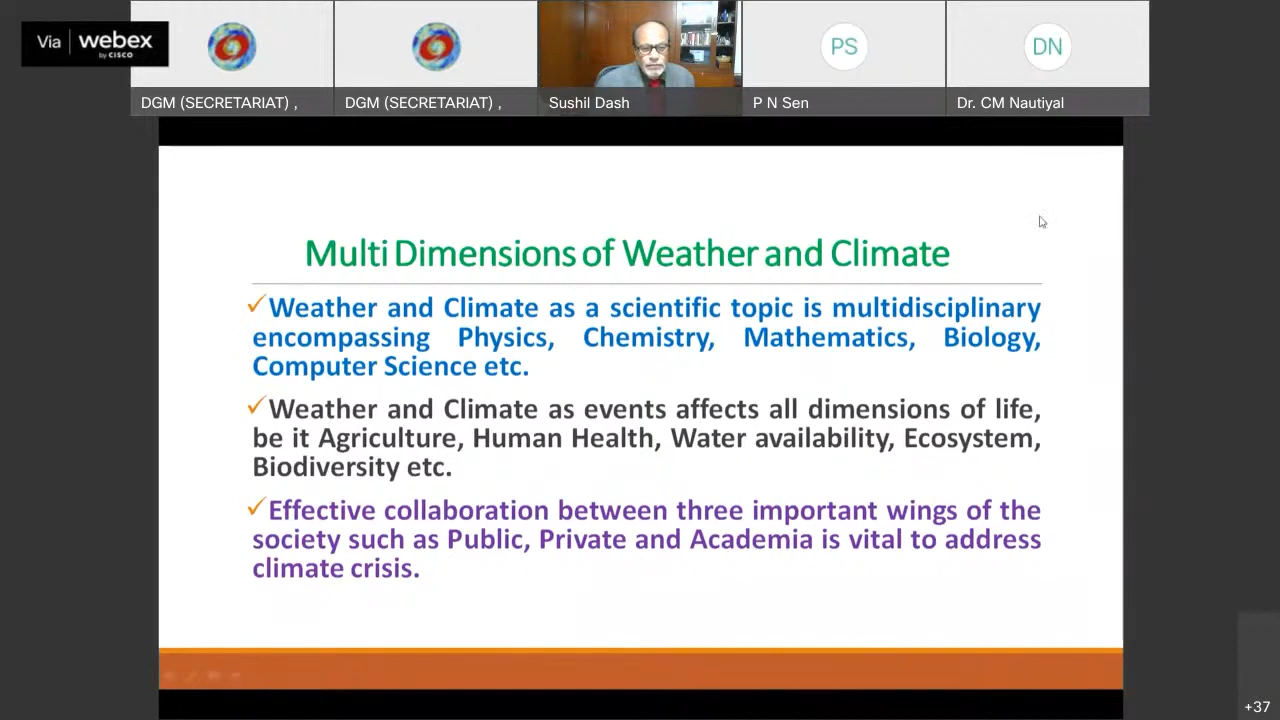 Via webex
by CISCO
PS
DN
DGM (SECRETARIAT) ,
DGM (SECRETARIAT) ,
Sushil Dash
P N Sen
Dr. CM Nautiyal
Multi Dimensions of Weather and Climate
✓Weather and Climate as a scientific topic is multidisciplinary
encompassing Physics, Chemistry, Mathematics, Biology,
Computer Science etc.
✓Weather and Climate as events affects all dimensions of life,
be it Agriculture, Human Health, Water availability, Ecosystem,
Biodiversity etc.
✓Effective collaboration between three important wings of the
society such as Public, Private and Academia is vital to address
climate crisis.
+37